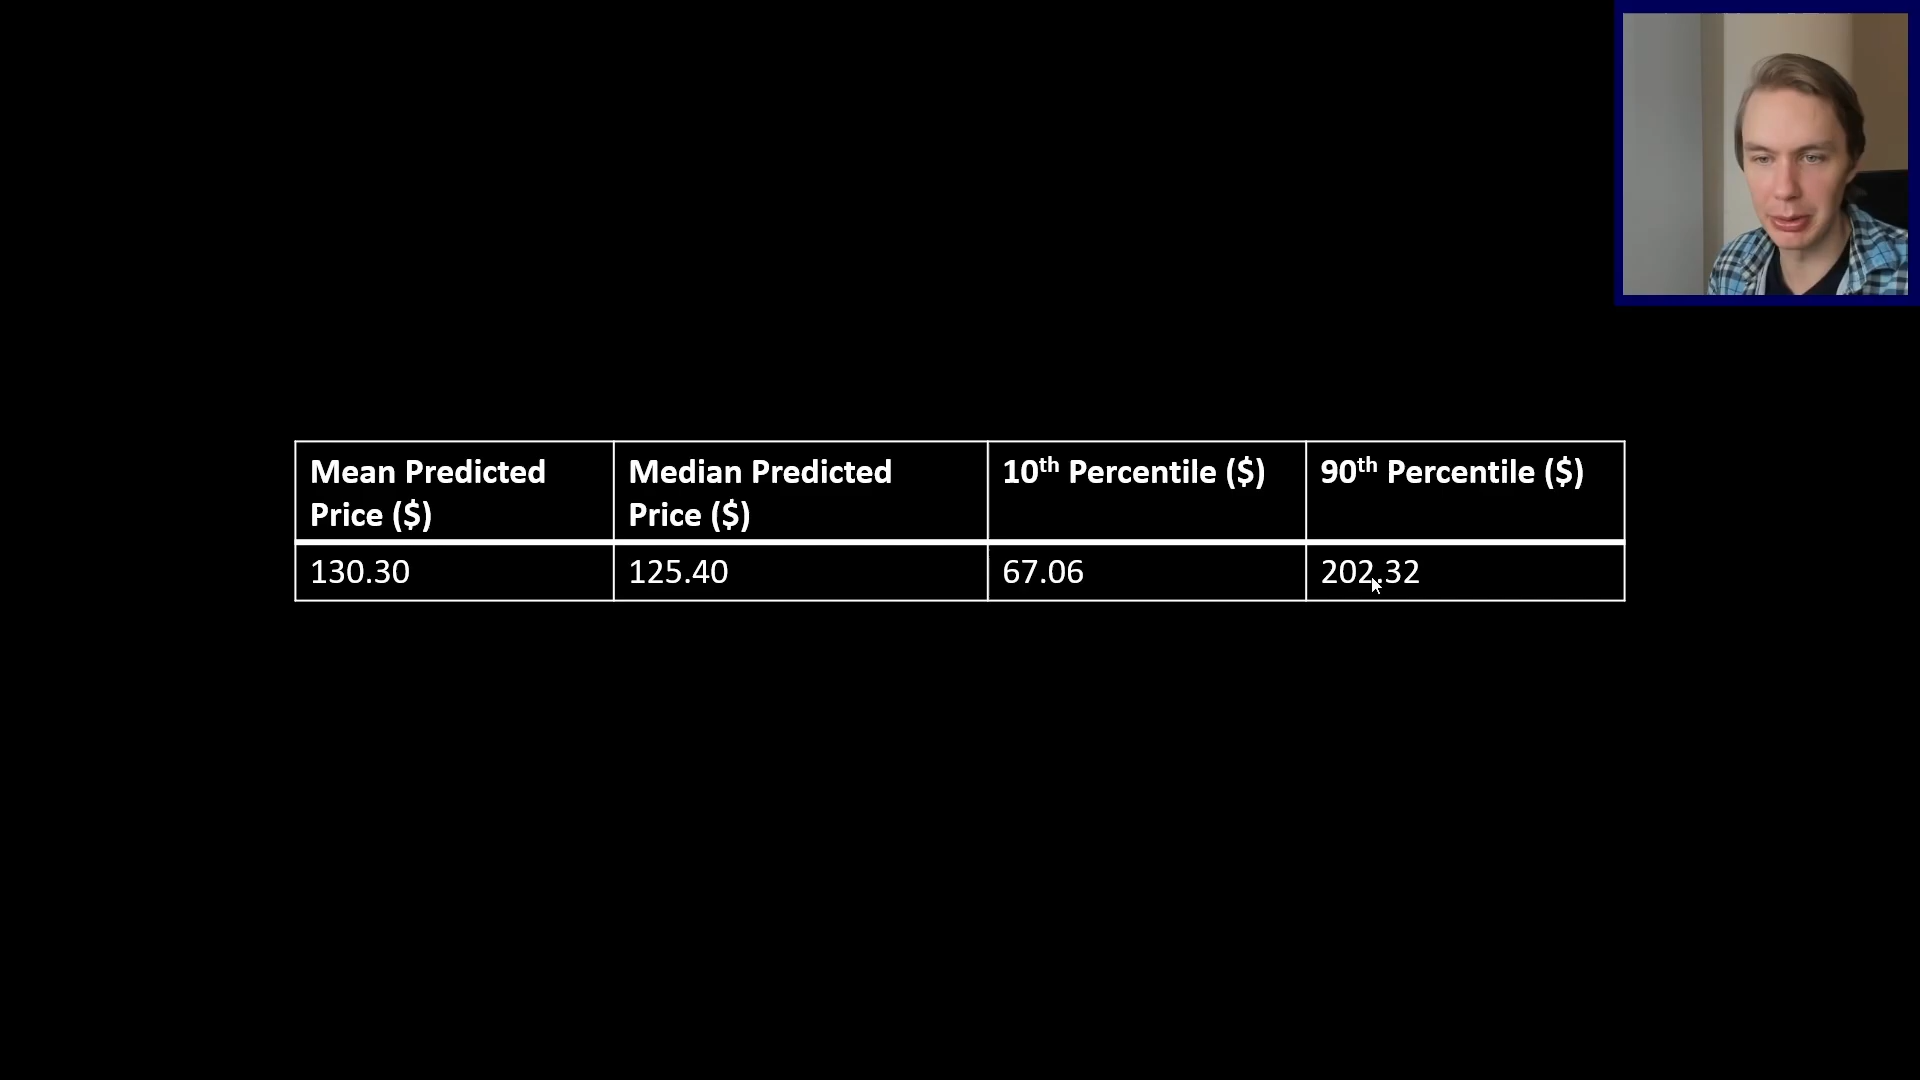 Mean Predicted Price ($)
Median Predicted Price ($)
10th Percentile ($)
90th Percentile ($)
130.30
125.40
67.06
202.32